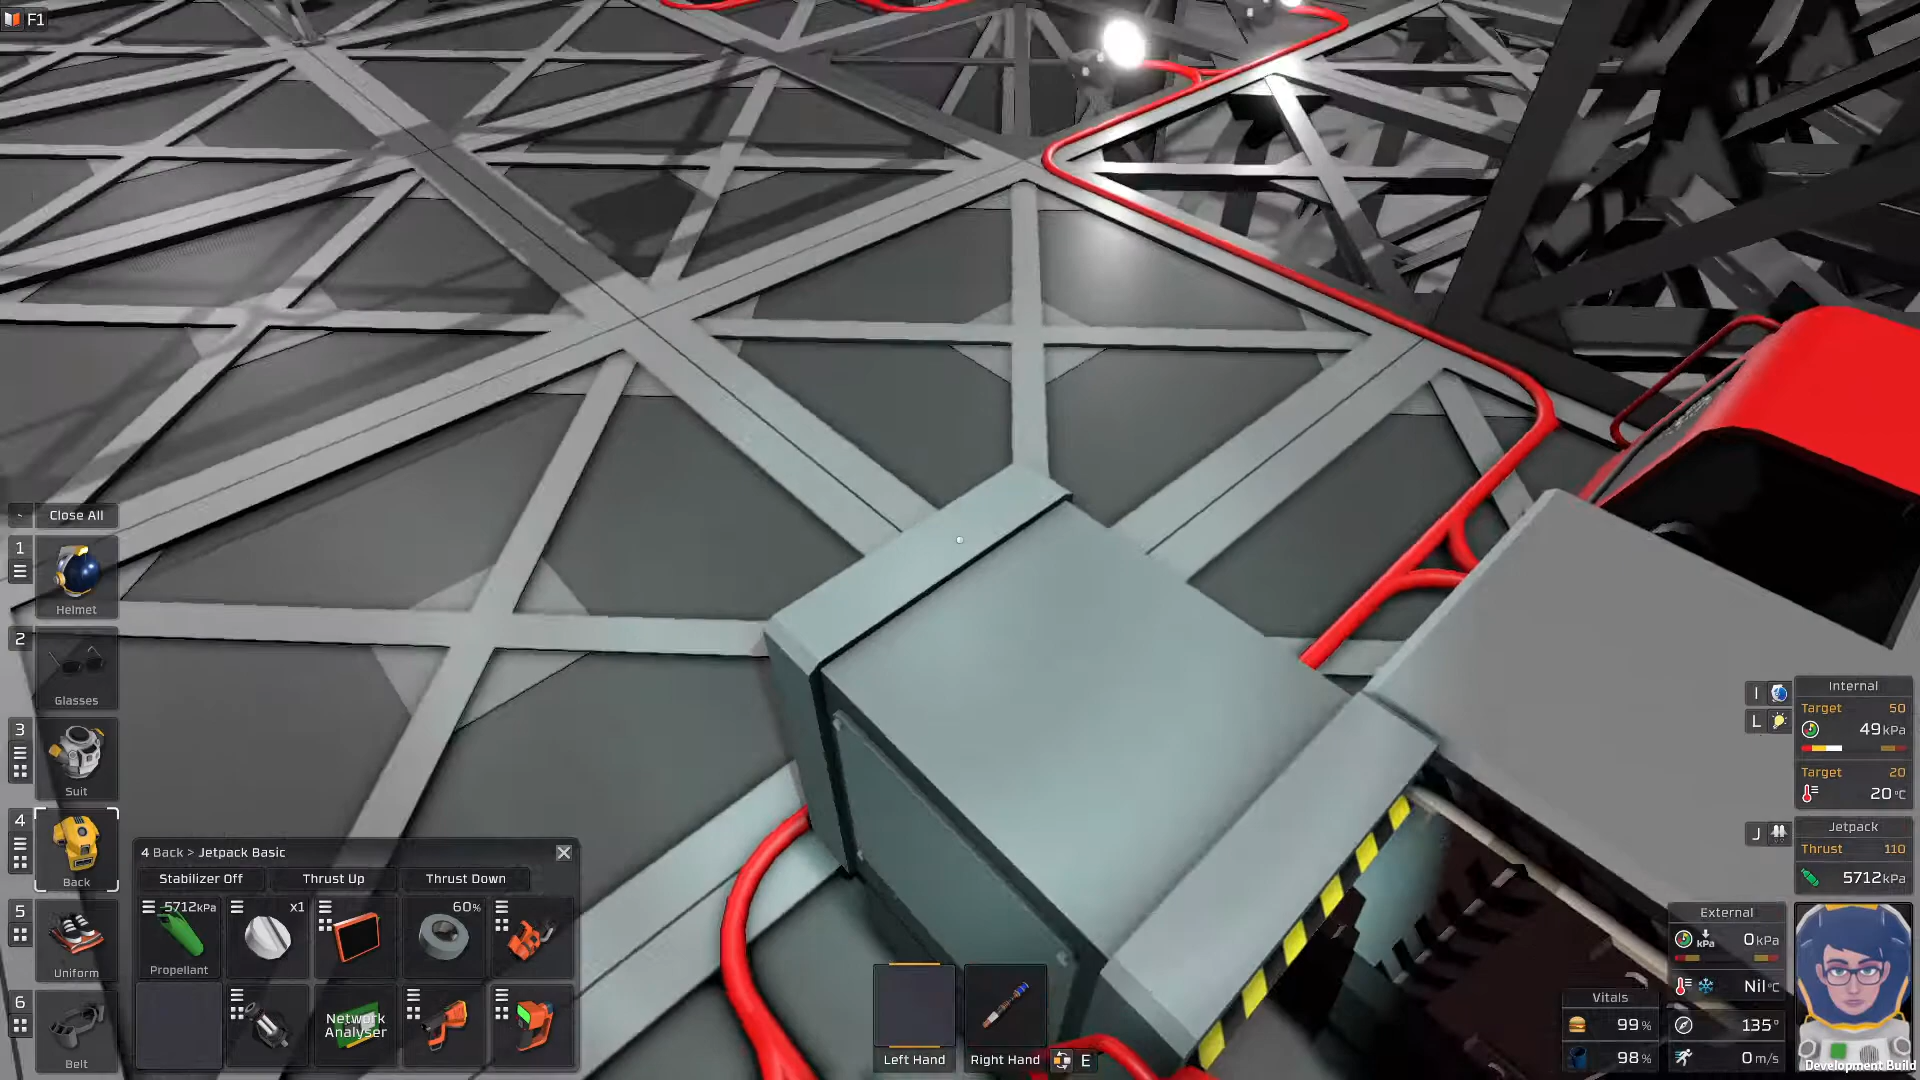 F1
~ Close All
1
Helmet
2
Glasses
3
Suit
4
Back
5
Uniform
6
Belt
4 Back > Jetpack Basic
Stabilizer Off Thrust Up Thrust Down
5712kPa x1 60%
Propellant
Network
Analyser
Left Hand Right Hand E
I Internal
Target 50
L 49kPa
Target 20
20°C
J Jetpack
Thrust 110
5712kPa
External
kPa 0kPa
Nil°C
Vitals
99% 135°
98% 0m/s
Development Build